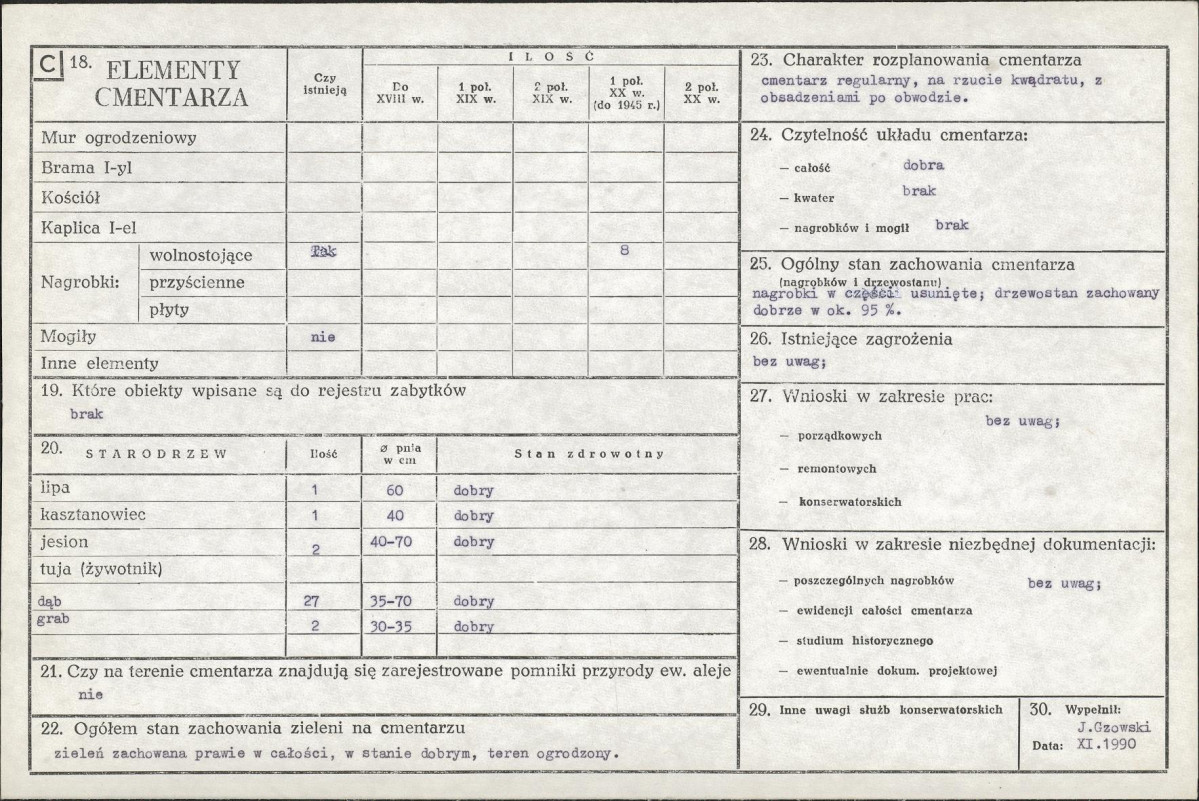 C 18. ELEMENTY CMENTARZA
Czy istnieją
ILOŚĆ
Do XVIII w.
1 poł. XIX w.
2 poł. XIX w.
1 poł. XX w. (do 1945 r.)
2 poł. XX w.
Mur ogrodzeniowy
Brama I-yl
Kościół
Kaplica I-el
Nagrobki:
wolnostojące Tak 8
przyścienne
płyty
Mogiły nie
Inne elementy
19. Które obiekty wpisane są do rejestru zabytków
brak
20. STARODRZEW Ilość ø pnia w cm Stan zdrowotny
lipa 1 60 dobry
kasztanowiec 1 40 dobry
jesion 2 40-70 dobry
tuja (żywotnik)
dąb 27 35-70 dobry
grab 2 30-35 dobry
21. Czy na terenie cmentarza znajdują się zarejestrowane pomniki przyrody ew. aleje
nie
22. Ogółem stan zachowania zieleni na cmentarzu
zieleń zachowana prawie w całości, w stanie dobrym, teren ogrodzony.
23. Charakter rozplanowania cmentarza
cmentarz regularny, na rzucie kwądratu, z
obsadzeniami po obwodzie.
24. Czytelność układu cmentarza:
— całość dobra
— kwater brak
— nagrobków i mogił brak
25. Ogólny stan zachowania cmentarza
(nagrobków i drzewostanu)
nagrobki w części usunięte; drzewostan zachowany
dobrze w ok. 95 %.
26. Istniejące zagrożenia
bez uwag;
27. Wnioski w zakresie prac:
bez uwag;
— porządkowych
— remontowych
— konserwatorskich
28. Wnioski w zakresie niezbędnej dokumentacji:
— poszczególnych nagrobków bez uwag;
— ewidencji całości cmentarza
— studium historycznego
— ewentualnie dokum. projektowej
29. Inne uwagi służb konserwatorskich
30. Wypełnił:
J.Gzowski
Data: XI.1990